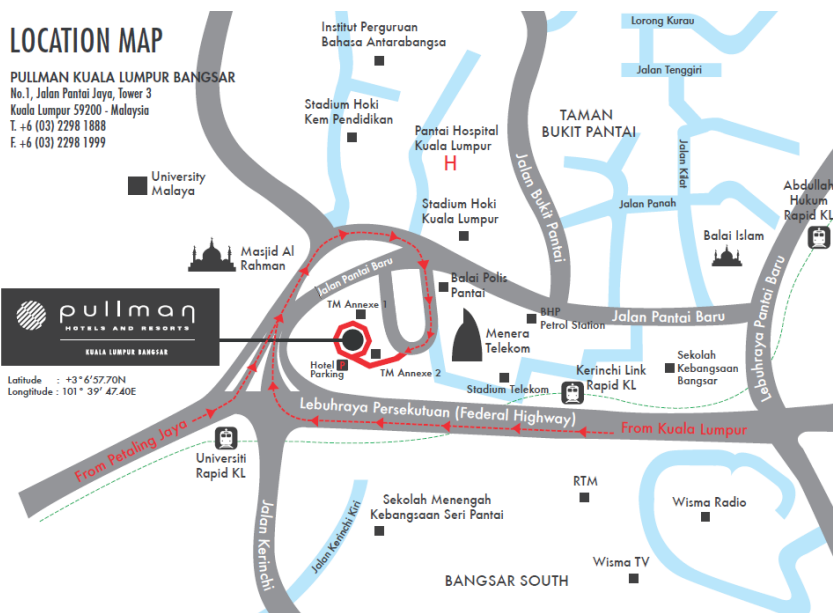 LOCATION MAP
PULLMAN KUALA LUMPUR BANGSAR
No.1, Jalan Pantai Jaya, Tower 3
Kuala Lumpur 59200 - Malaysia
T. +6 (03) 2298 1888
F. +6 (03) 2298 1999
Institut Perguruan
Bahasa Antarabangsa
Stadium Hoki
Kem Pendidikan
Pantai Hospital
Kuala Lumpur
H
Stadium Hoki
Kuala Lumpur
University
Malaya
Masjid Al
Rahman
Lorong Kurau
Jalan Tenggiri
TAMAN
BUKIT PANTAI
Jalan Kilat
Jalan Panah
Jalan Bukit Pantai
Abdullah
Hukum
Rapid KL
Balai Islam
Jalan Pantai Baru
Balai Polis
Pantai
TM Annexe 1
pullman
HOTELS AND RESORTS
KUALA LUMPUR BANGSAR
Latitude : +3°6'57.70N
Longtitude : 101° 39' 47.40E
Hotel
Parking
P
TM Annexe 2
Menera
Telekom
BHP
Petrol Station
Jalan Pantai Baru
Lebuhraya Pantai Baru
Stadium Telekom
Kerinchi Link
Rapid KL
Sekolah
Kebangsaan
Bangsar
Lebuhraya Persekutuan (Federal Highway)
From Kuala Lumpur
From Petaling Jaya
Universiti
Rapid KL
Jalan Kerinchi
Jalan Kerinchi Kiri
Sekolah Menengah
Kebangsaan Seri Pantai
RTM
Wisma Radio
Wisma TV
BANGSAR SOUTH